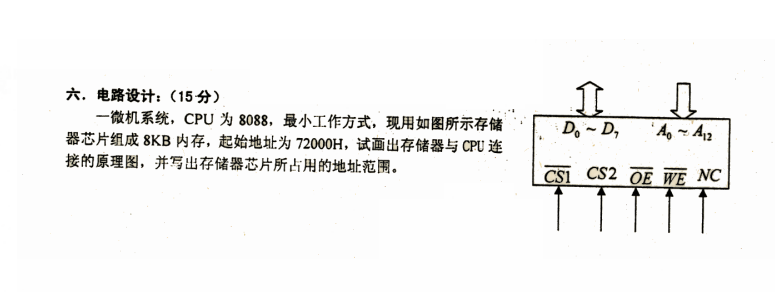 六．电路设计：（15分）
一微机系统，CPU 为 8088，最小工作方式，现用如图所示存储
器芯片组成 8KB 内存，起始地址为 72000H，试画出存储器与 CPU 连
接的原理图，并写出存储器芯片所占用的地址范围。
D₀ ~ D₇ A₀ ~ A₁₂
C̅S̅1̅ CS2 O̅E̅ W̅E̅ NC